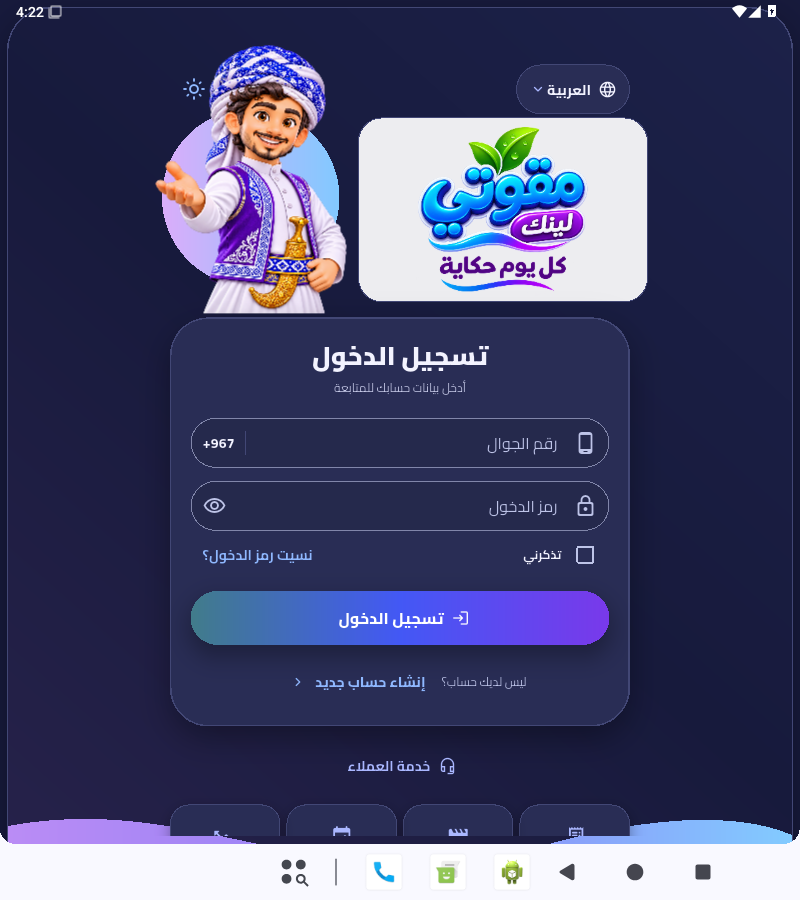 4:22
العربية
مقوتي
لينك
كل يوم حكاية
تسجيل الدخول
أدخل بيانات حسابك للمتابعة
رقم الجوال
+967
رمز الدخول
تذكرني
نسيت رمز الدخول؟
تسجيل الدخول
ليس لديك حساب؟ إنشاء حساب جديد
خدمة العملاء